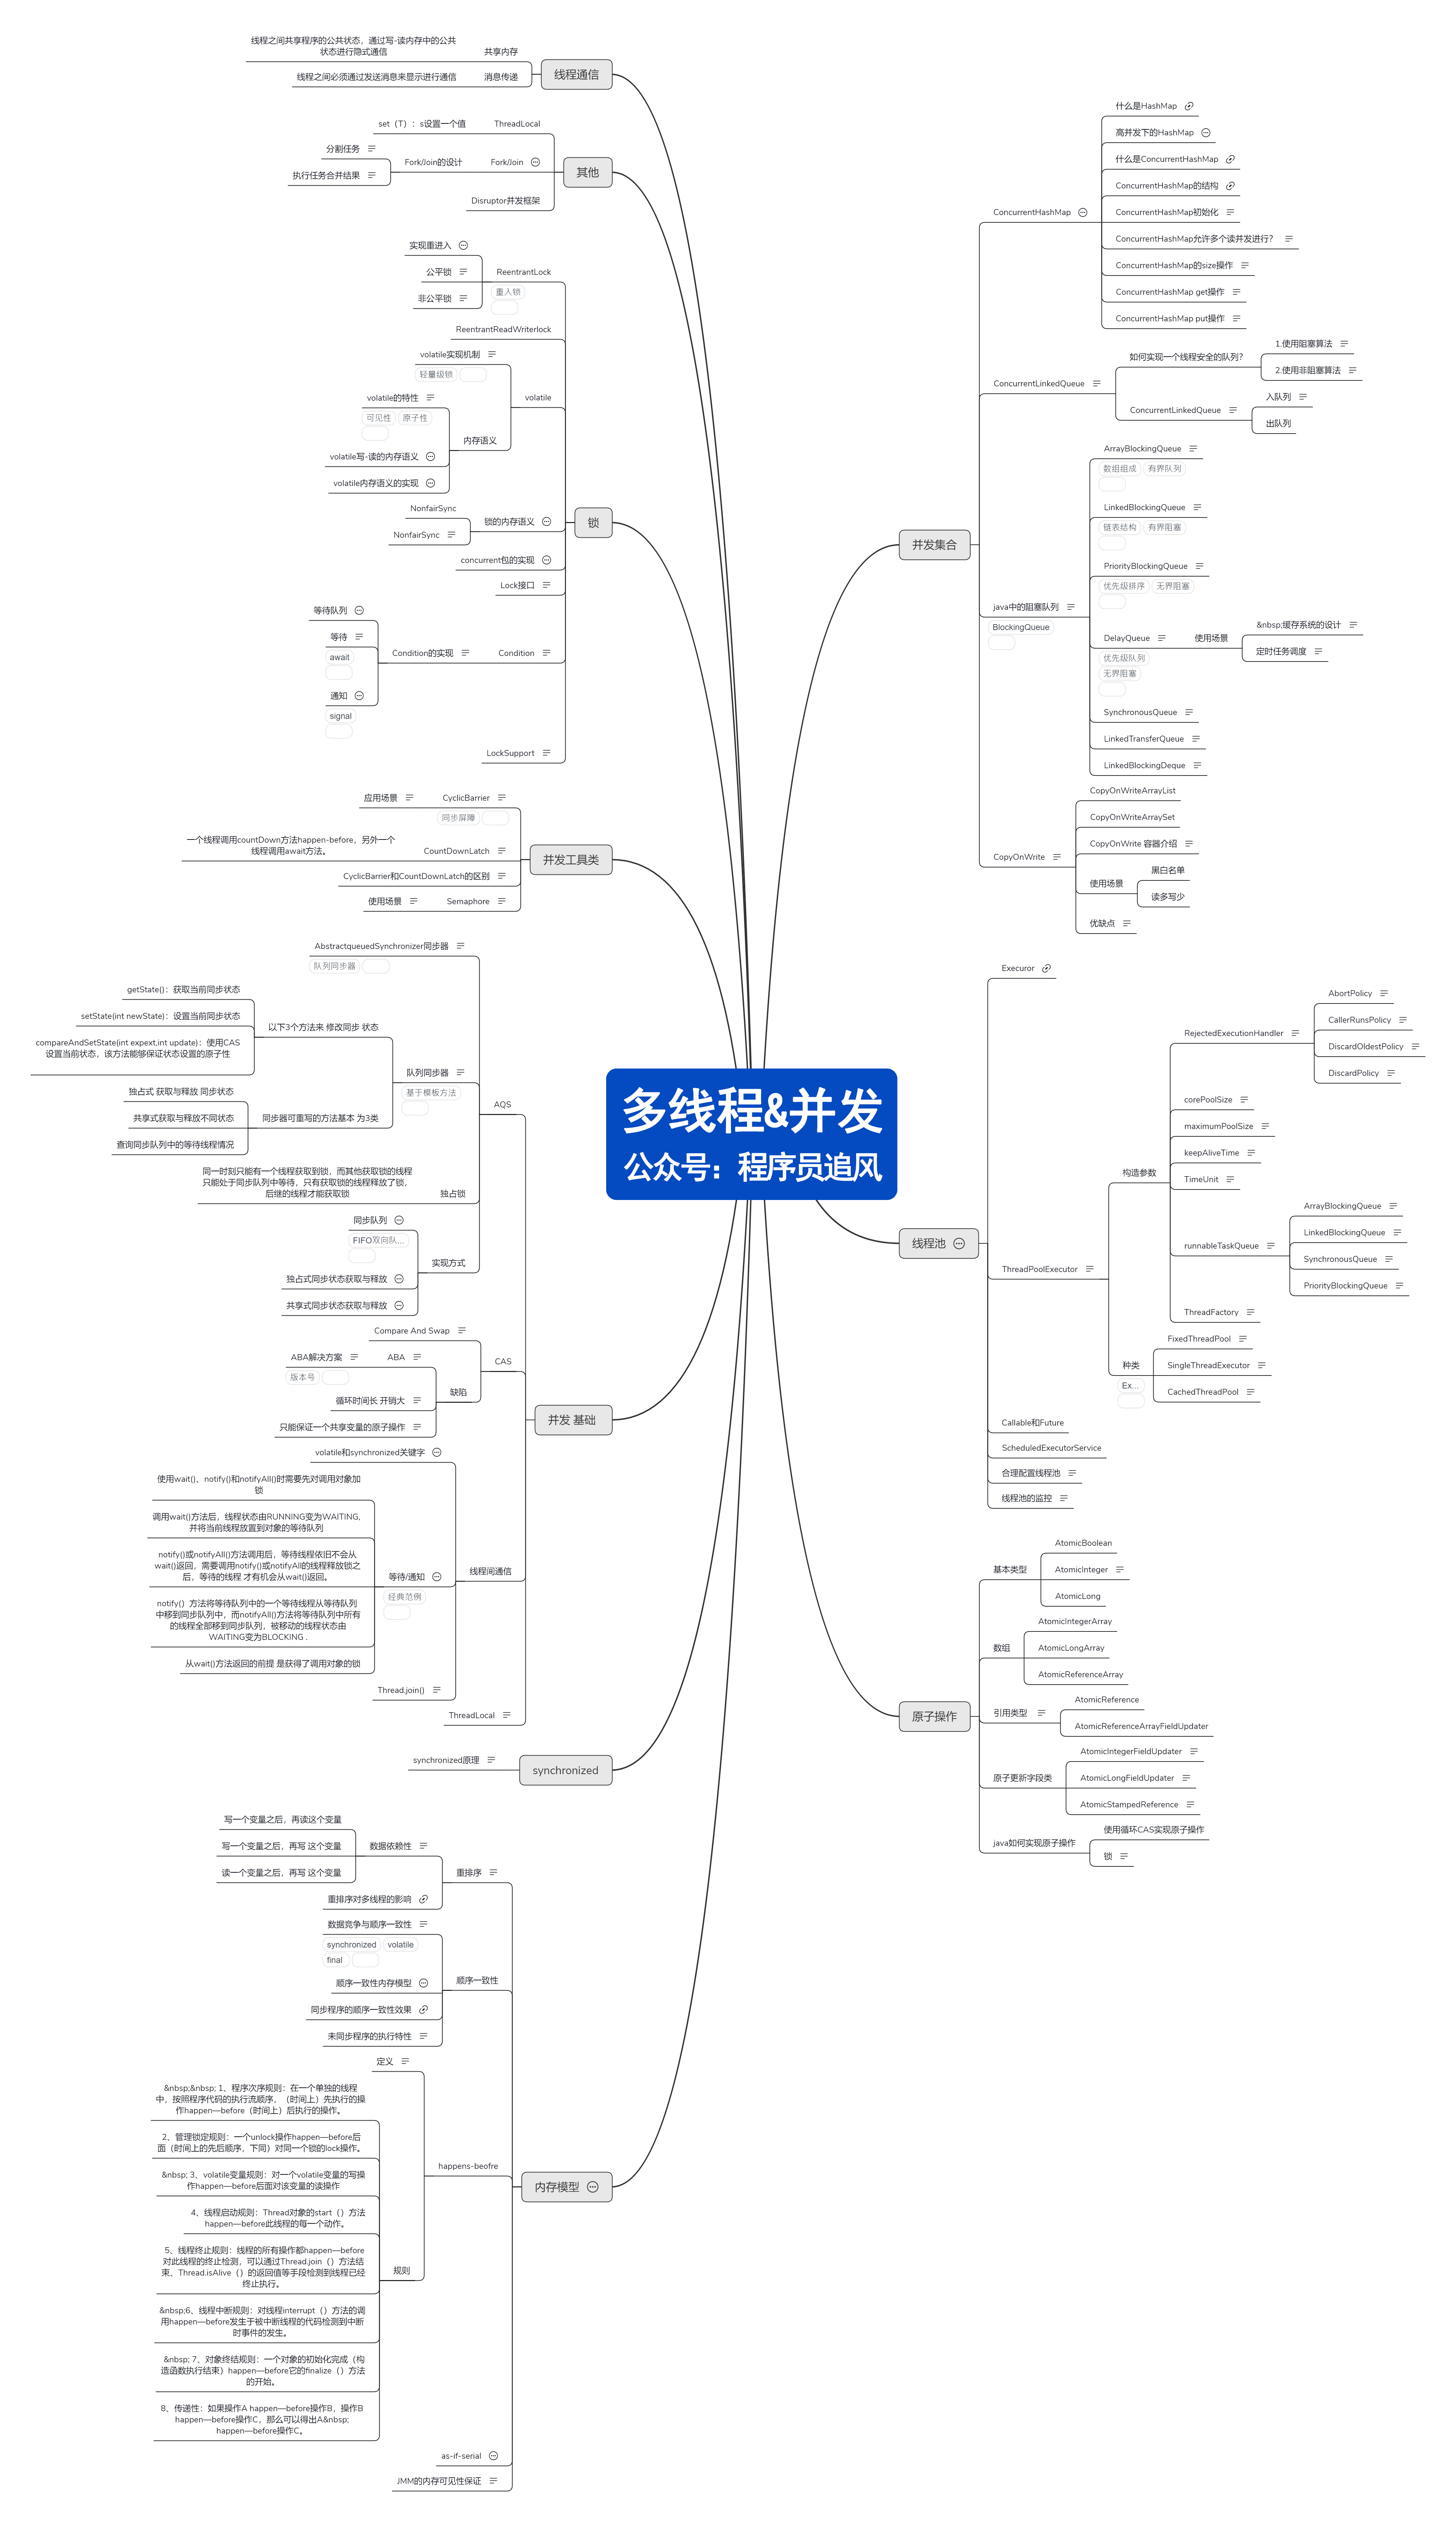 多线程&并发
公众号：程序员追风
线程通信
线程之间共享程序的公共状态，通过写-读内存中的公共
状态进行隐式通信
共享内存
线程之间必须通过发送消息来显示进行通信
消息传递
其他
set（T）：s设置一个值
ThreadLocal
分割任务
执行任务合并结果
Fork/Join的设计
Fork/Join
Disruptor并发框架
锁
实现重进入
公平锁
非公平锁
ReentrantLock
重入锁
ReentrantReadWriterlock
volatile实现机制
轻量级锁
volatile的特性
可见性
原子性
volatile写-读的内存语义
volatile内存语义的实现
内存语义
volatile
NonfairSync
NonfairSync
锁的内存语义
concurrent包的实现
Lock接口
等待队列
等待
await
通知
signal
Condition的实现
Condition
LockSupport
并发工具类
应用场景
CyclicBarrier
同步屏障
一个线程调用countDown方法happen-before，另外一个
线程调用await方法。
CountDownLatch
CyclicBarrier和CountDownLatch的区别
使用场景
Semaphore
并发 基础
AbstractqueuedSynchronizer同步器
队列同步器
getState()：获取当前同步状态
setState(int newState)：设置当前同步状态
compareAndSetState(int expext,int update)：使用CAS
设置当前状态，该方法能够保证状态设置的原子性
以下3个方法来 修改同步 状态
独占式 获取与释放 同步状态
共享式获取与释放不同状态
查询同步队列中的等待线程情况
同步器可重写的方法基本 为3类
队列同步器
基于模板方法
AQS
同一时刻只能有一个线程获取到锁，而其他获取锁的线程
只能处于同步队列中等待，只有获取锁的线程释放了锁，
后继的线程才能获取锁
独占锁
同步队列
FIFO双向队...
独占式同步状态获取与释放
共享式同步状态获取与释放
实现方式
Compare And Swap
ABA解决方案
版本号
ABA
循环时间长 开销大
只能保证一个共享变量的原子操作
缺陷
CAS
volatile和synchronized关键字
使用wait()、notify()和notifyAll()时需要先对调用对象加
锁
调用wait()方法后，线程状态由RUNNING变为WAITING,
并将当前线程放置到对象的等待队列
notify()或notifyAll()方法调用后，等待线程依旧不会从
wait()返回，需要调用notify()或notifyAll()的线程释放锁之
后，等待的线程 才有机会从wait()返回。
notify() 方法将等待队列中的一个等待线程从等待队列
中移到同步队列中，而notifyAll()方法将等待队列中所有
的线程全部移到同步队列，被移动的线程状态由
WAITING变为BLOCKING .
从wait()方法返回的前提 是获得了调用对象的锁
等待/通知
经典范例
线程间通信
Thread.join()
ThreadLocal
synchronized
synchronized原理
内存模型
写一个变量之后，再读这个变量
写一个变量之后，再写 这个变量
读一个变量之后，再写 这个变量
数据依赖性
重排序对多线程的影响
重排序
数据竞争与顺序一致性
synchronized
volatile
final
顺序一致性内存模型
同步程序的顺序一致性效果
未同步程序的执行特性
顺序一致性
定义
&nbsp;&nbsp; 1、程序次序规则：在一个单独的线程
中，按照程序代码的执行流顺序，（时间上）先执行的操
作happen—before（时间上）后执行的操作。
2、管理锁定规则：一个unlock操作happen—before后
面（时间上的先后顺序，下同）对同一个锁的lock操作。
&nbsp; 3、volatile变量规则：对一个volatile变量的写操
作happen—before后面对该变量的读操作
4、线程启动规则：Thread对象的start（）方法
happen—before此线程的每一个动作。
5、线程终止规则：线程的所有操作都happen—before
对此线程的终止检测，可以通过Thread.join（）方法结
束、Thread.isAlive（）的返回值等手段检测到线程已经
终止执行。
&nbsp;6、线程中断规则：对线程interrupt（）方法的调
用happen—before发生于被中断线程的代码检测到中断
时事件的发生。
&nbsp; 7、对象终结规则：一个对象的初始化完成（构
造函数执行结束）happen—before它的finalize（）方法
的开始。
8、传递性：如果操作A happen—before操作B，操作B
happen—before操作C，那么可以得出A&nbsp;
happen—before操作C。
规则
happens-beofre
as-if-serial
JMM的内存可见性保证
并发集合
ConcurrentHashMap
什么是HashMap
高并发下的HashMap
什么是ConcurrentHashMap
ConcurrentHashMap的结构
ConcurrentHashMap初始化
ConcurrentHashMap允许多个读并发进行?
ConcurrentHashMap的size操作
ConcurrentHashMap get操作
ConcurrentHashMap put操作
ConcurrentLinkedQueue
如何实现一个线程安全的队列?
1.使用阻塞算法
2.使用非阻塞算法
ConcurrentLinkedQueue
入队列
出队列
java中的阻塞队列
BlockingQueue
ArrayBlockingQueue
数组组成
有界队列
LinkedBlockingQueue
链表结构
有界阻塞
PriorityBlockingQueue
优先级排序
无界阻塞
DelayQueue
优先级队列
无界阻塞
使用场景
&nbsp;缓存系统的设计
定时任务调度
SynchronousQueue
LinkedTransferQueue
LinkedBlockingDeque
CopyOnWrite
CopyOnWriteArrayList
CopyOnWriteArraySet
CopyOnWrite 容器介绍
使用场景
黑白名单
读多写少
优缺点
线程池
Execuror
ThreadPoolExecutor
构造参数
RejectedExecutionHandler
AbortPolicy
CallerRunsPolicy
DiscardOldestPolicy
DiscardPolicy
corePoolSize
maximumPoolSize
keepAliveTime
TimeUnit
runnableTaskQueue
ArrayBlockingQueue
LinkedBlockingQueue
SynchronousQueue
PriorityBlockingQueue
ThreadFactory
种类
Ex...
FixedThreadPool
SingleThreadExecutor
CachedThreadPool
Callable和Future
ScheduledExecutorService
合理配置线程池
线程池的监控
原子操作
基本类型
AtomicBoolean
AtomicInteger
AtomicLong
数组
AtomicIntegerArray
AtomicLongArray
AtomicReferenceArray
引用类型
AtomicReference
AtomicReferenceArrayFieldUpdater
原子更新字段类
AtomicIntegerFieldUpdater
AtomicLongFieldUpdater
AtomicStampedReference
java如何实现原子操作
使用循环CAS实现原子操作
锁